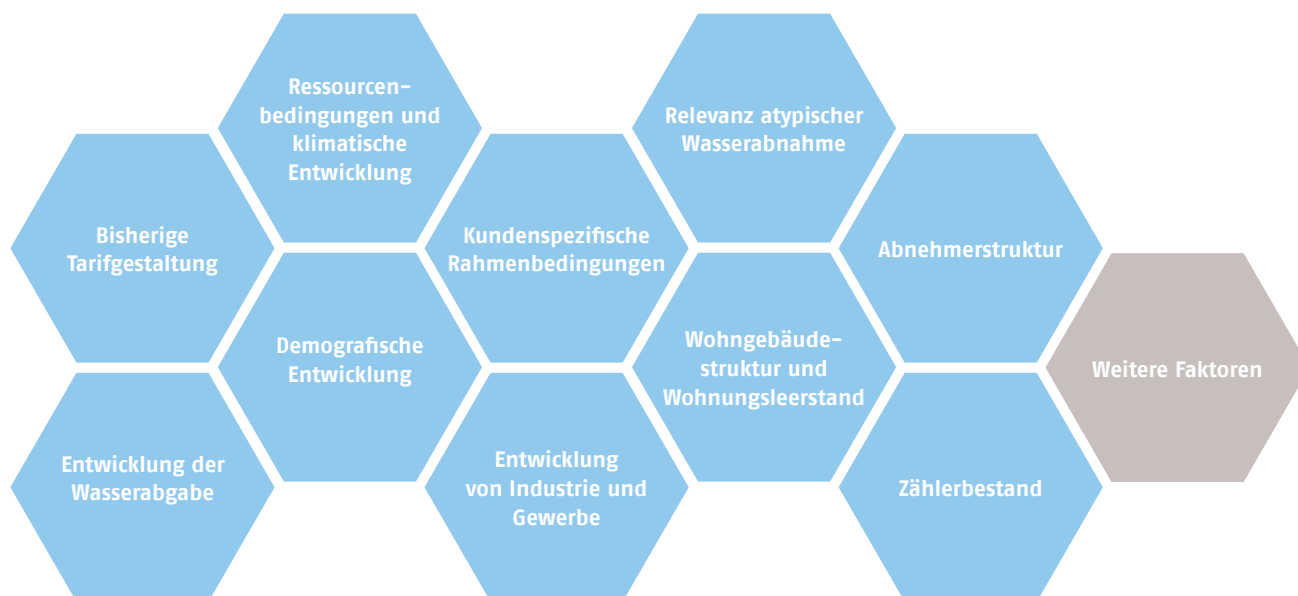 Ressourcen-
bedingungen und
klimatische
Entwicklung
Relevanz atypischer
Wasserabnahme
Bisherige
Tarifgestaltung
Kundenspezifische
Rahmenbedingungen
Abnehmerstruktur
Demografische
Entwicklung
Wohngebäude-
struktur und
Wohnungsleerstand
Weitere Faktoren
Entwicklung der
Wasserabgabe
Entwicklung
von Industrie und
Gewerbe
Zählerbestand